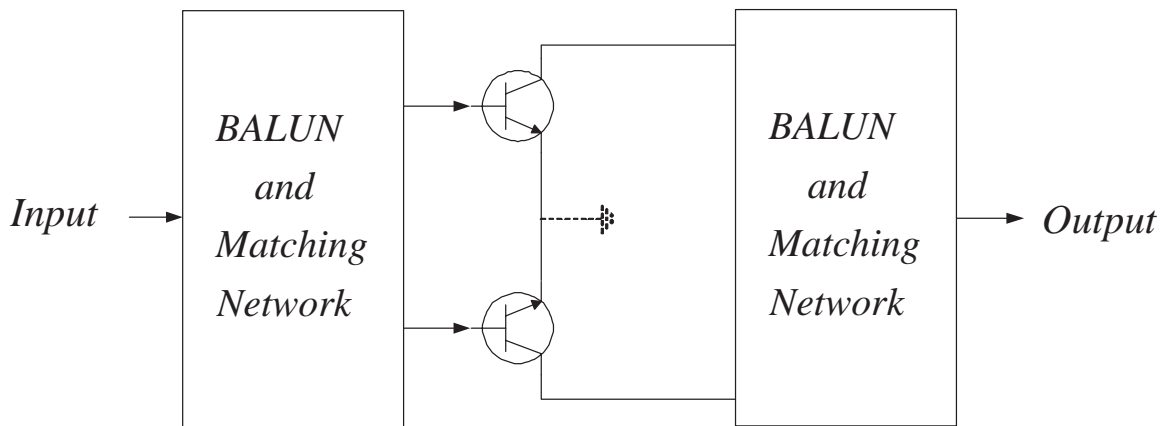 Input
BALUN
and
Matching
Network
BALUN
and
Matching
Network
Output